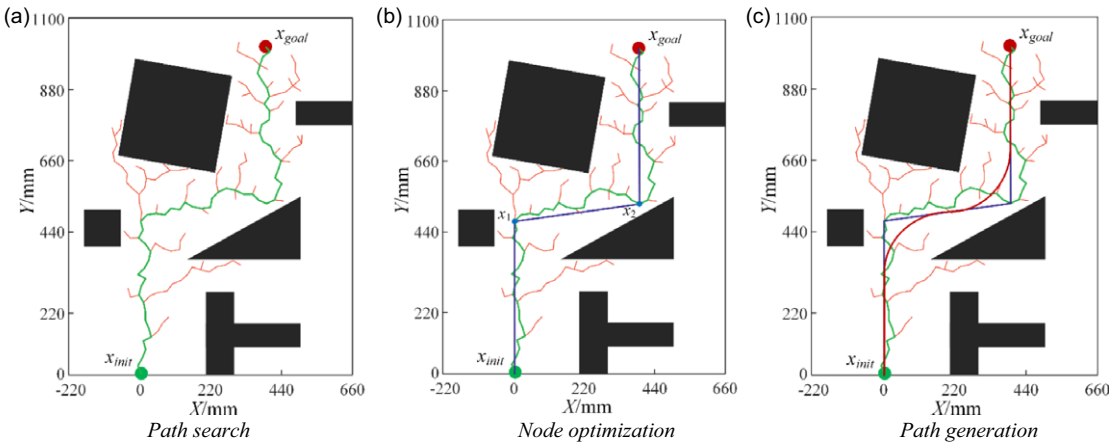 (a)
1100
880
660
440
220
0
Y/mm
x_goal
x_init
-220 0 220 440 660
X/mm
Path search
(b)
1100
880
660
440
220
0
Y/mm
x_goal
x_1
x_2
x_init
-220 0 220 440 660
X/mm
Node optimization
(c)
1100
880
660
440
220
0
Y/mm
x_goal
x_init
-220 0 220 440 660
X/mm
Path generation